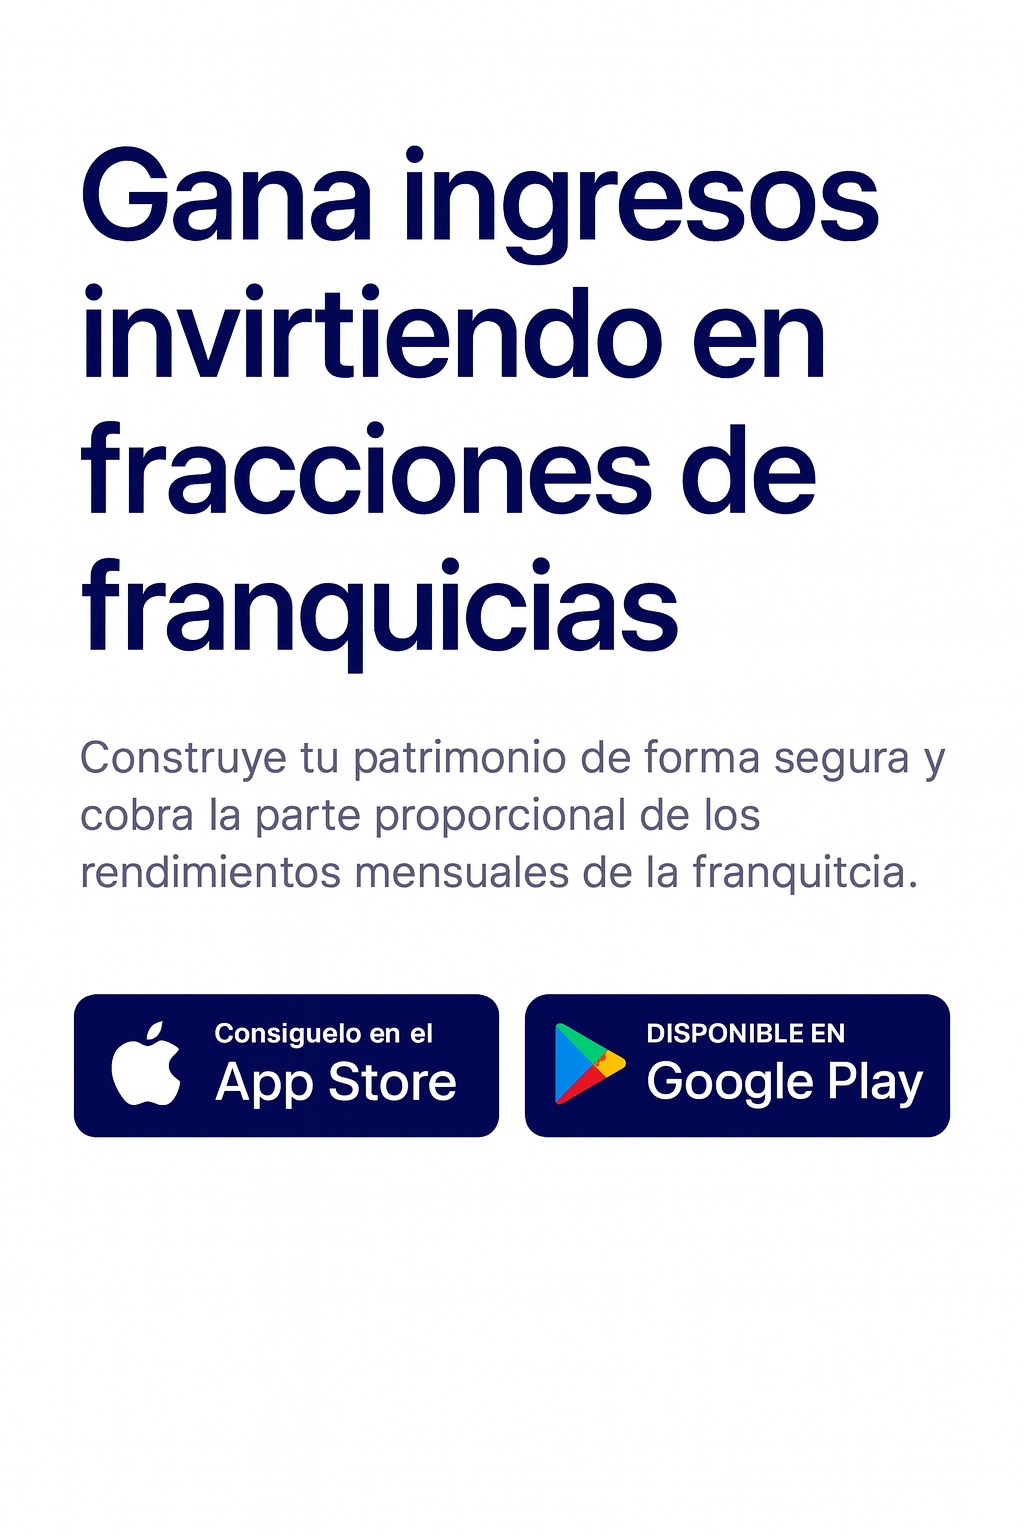 Gana ingresos
invirtiendo en
fracciones de
franquicias
Construye tu patrimonio de forma segura y
cobra la parte proporcional de los
rendimientos mensuales de la franquitcia.
Consiguelo en el
App Store
DISPONIBLE EN
Google Play